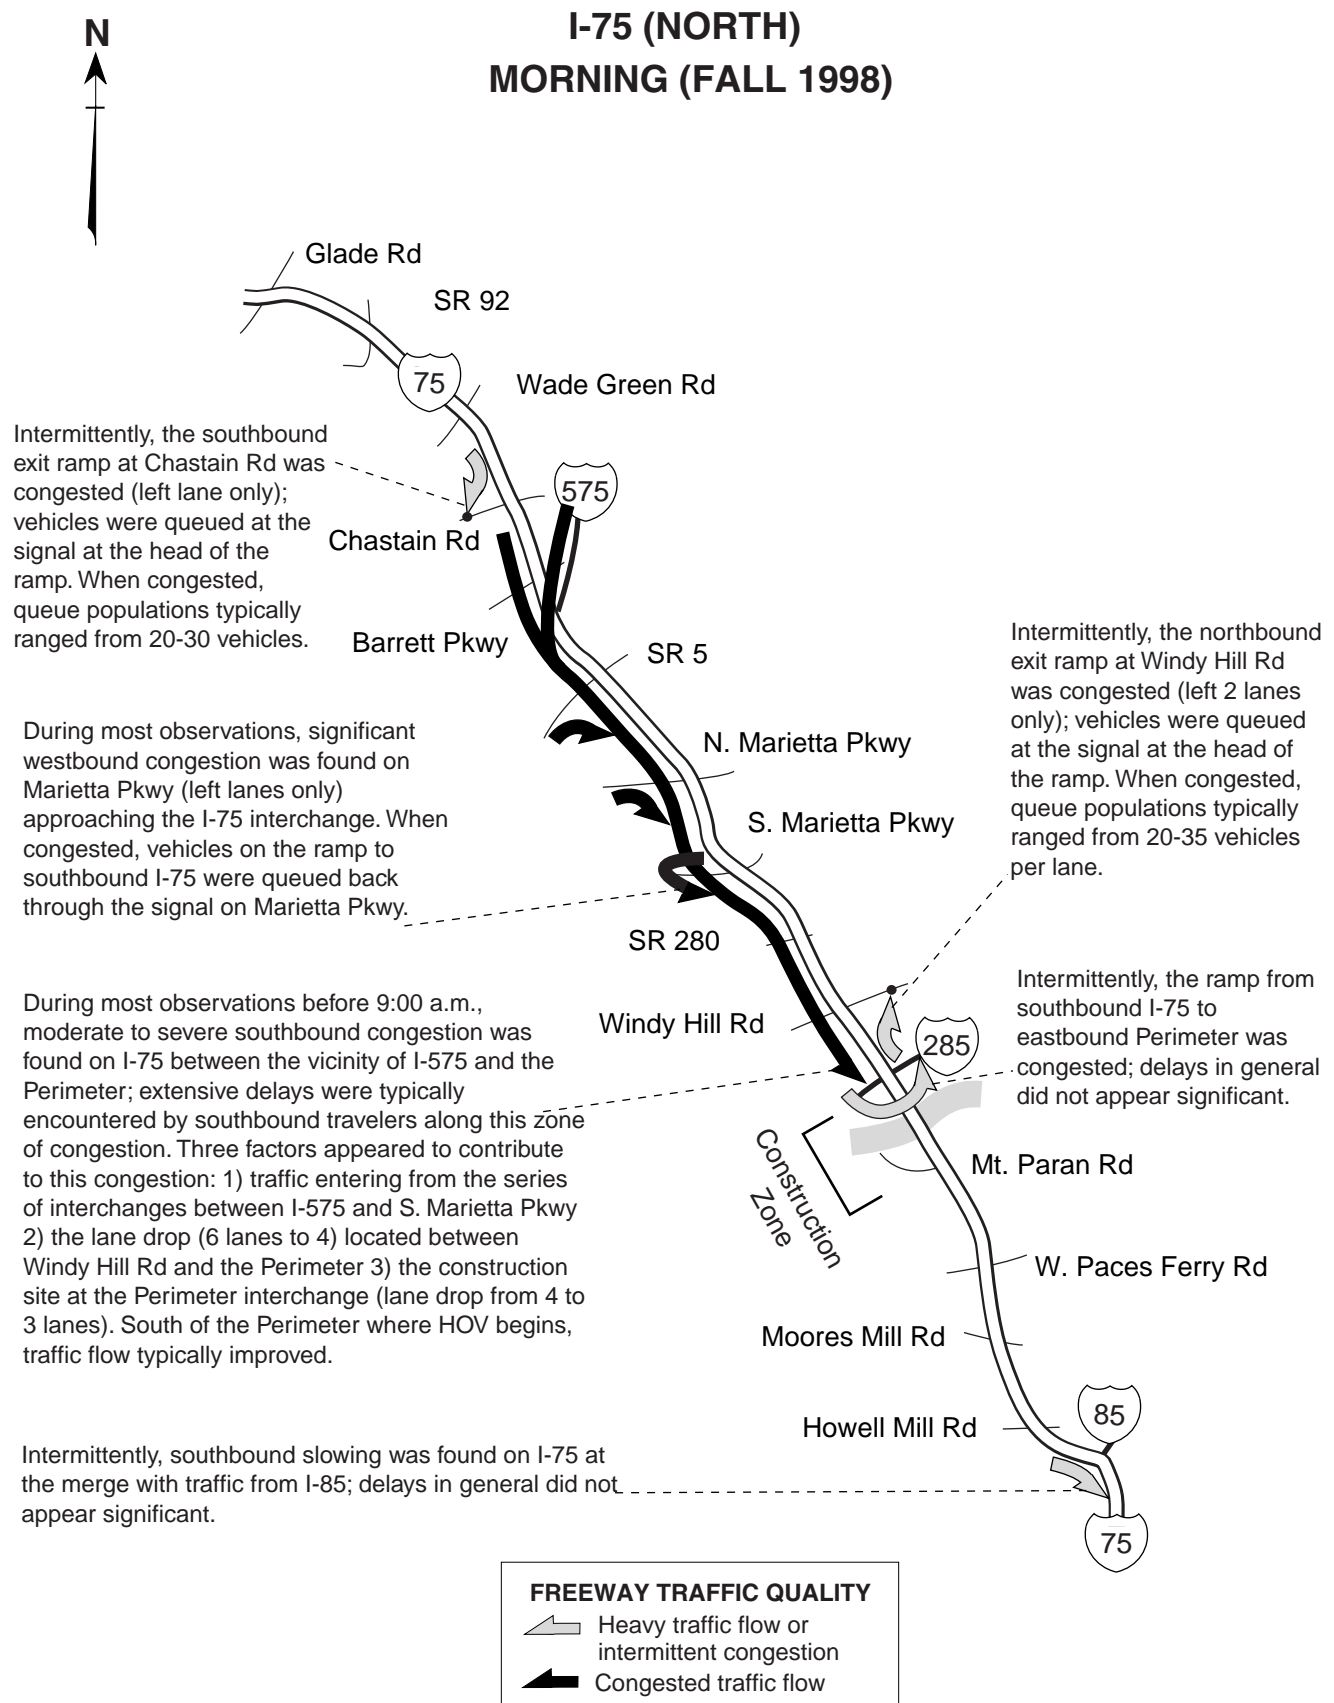 I-75 (NORTH)
MORNING (FALL 1998)
N
Glade Rd
SR 92
75
Wade Green Rd
Intermittently, the southbound
exit ramp at Chastain Rd was
congested (left lane only);
vehicles were queued at the
signal at the head of the
ramp. When congested,
queue populations typically
ranged from 20-30 vehicles.
575
Chastain Rd
Barrett Pkwy
SR 5
Intermittently, the northbound
exit ramp at Windy Hill Rd
was congested (left 2 lanes
only); vehicles were queued
at the signal at the head of
the ramp. When congested,
queue populations typically
ranged from 20-35 vehicles
per lane.
During most observations, significant
westbound congestion was found on
Marietta Pkwy (left lanes only)
approaching the I-75 interchange. When
congested, vehicles on the ramp to
southbound I-75 were queued back
through the signal on Marietta Pkwy.
N. Marietta Pkwy
S. Marietta Pkwy
SR 280
Windy Hill Rd
285
Intermittently, the ramp from
southbound I-75 to
eastbound Perimeter was
congested; delays in general
did not appear significant.
During most observations before 9:00 a.m.,
moderate to severe southbound congestion was
found on I-75 between the vicinity of I-575 and the
Perimeter; extensive delays were typically
encountered by southbound travelers along this zone
of congestion. Three factors appeared to contribute
to this congestion: 1) traffic entering from the series
of interchanges between I-575 and S. Marietta Pkwy
2) the lane drop (6 lanes to 4) located between
Windy Hill Rd and the Perimeter 3) the construction
site at the Perimeter interchange (lane drop from 4 to
3 lanes). South of the Perimeter where HOV begins,
traffic flow typically improved.
Construction
Zone
Mt. Paran Rd
W. Paces Ferry Rd
Moores Mill Rd
85
Howell Mill Rd
Intermittently, southbound slowing was found on I-75 at
the merge with traffic from I-85; delays in general did not
appear significant.
75
FREEWAY TRAFFIC QUALITY
Heavy traffic flow or
intermittent congestion
Congested traffic flow